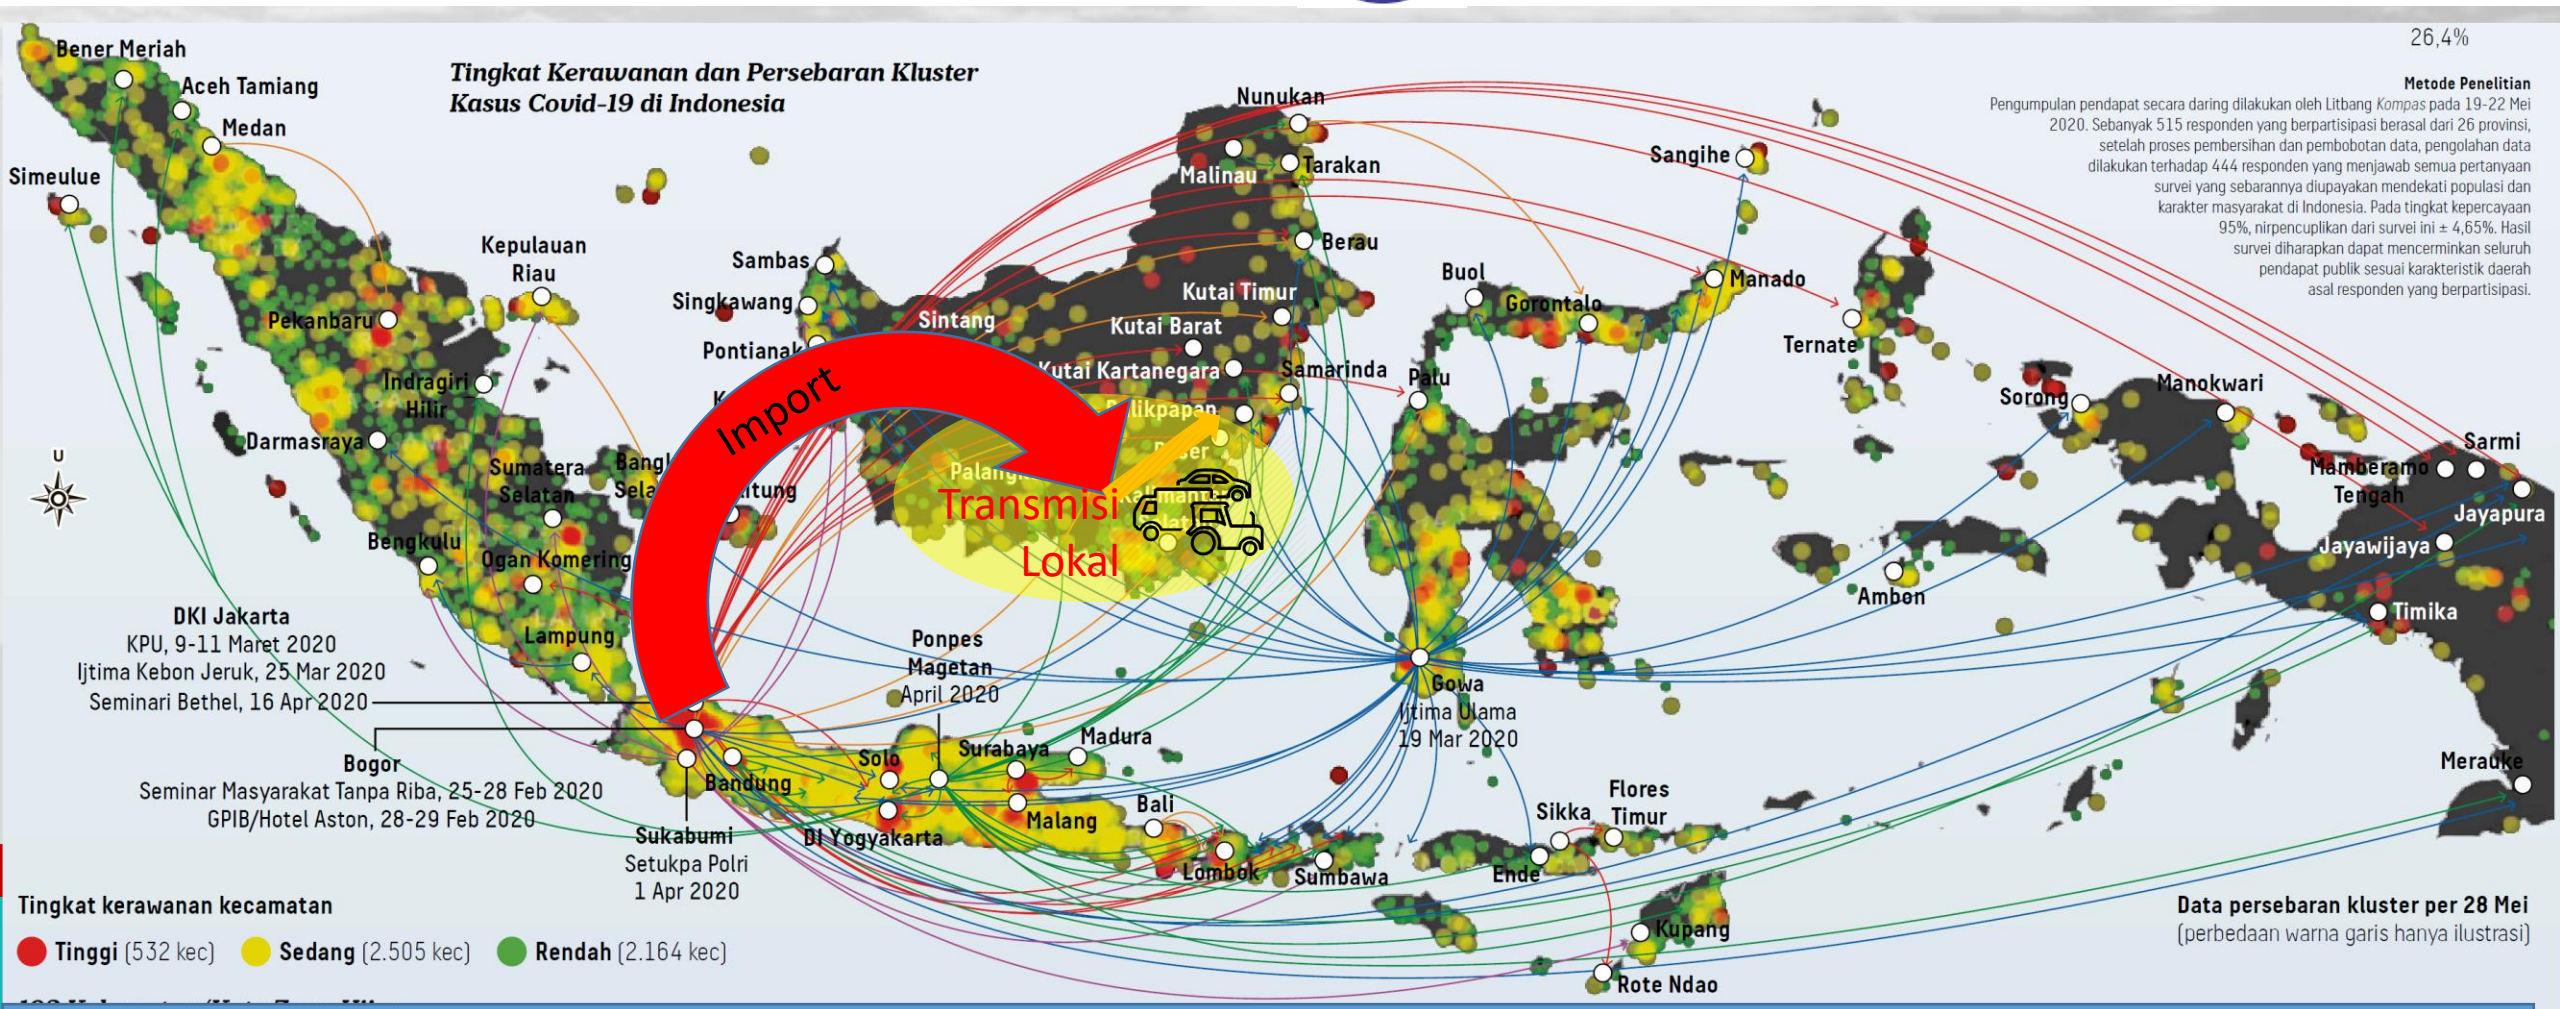 26,4%
Tingkat Kerawanan dan Persebaran Kluster
Kasus Covid-19 di Indonesia
Metode Penelitian
Pengumpulan pendapat secara daring dilakukan oleh Litbang Kompas pada 19-22 Mei
2020. Sebanyak 515 responden yang berpartisipasi berasal dari 26 provinsi,
setelah proses pembersihan dan pembobotan data, pengolahan data
dilakukan terhadap 444 responden yang menjawab semua pertanyaan
survei yang sebarannya diupayakan mendekati populasi dan
karakter masyarakat di Indonesia. Pada tingkat kepercayaan
95%, nirpencuplikan dari survei ini ± 4,65%. Hasil
survei diharapkan dapat mencerminkan seluruh
pendapat publik sesuai karakteristik daerah
asal responden yang berpartisipasi.
Bener Meriah
Aceh Tamiang
Medan
Simeulue
Nunukan
Tarakan
Malinau
Sangihe
Kepulauan
Riau
Sambas
Berau
Buol
Manado
Singkawang
Kutai Timur
Gorontalo
Pekanbaru
Sintang
Kutai Barat
Pontianak
Ternate
Indragiri
Hilir
Kutai Kartanegara
Samarinda
Palu
Import
Sorong
Manokwari
Darmasraya
Sumatera
Selatan
Sarmi
Mamberamo
Tengah
U
Transmisi
Lokal
Jayapura
Bengkulu
Ogan Komering
Jayawijaya
Ambon
Timika
Lampung
DKI Jakarta
KPU, 9-11 Maret 2020
Ijtima Kebon Jeruk, 25 Mar 2020
Seminari Bethel, 16 Apr 2020
Ponpes
Magetan
April 2020
Gowa
Ijtima Ulama
19 Mar 2020
Bogor
Seminar Masyarakat Tanpa Riba, 25-28 Feb 2020
GPIB/Hotel Aston, 28-29 Feb 2020
Bandung
Solo
Surabaya
Madura
Merauke
Sukabumi
Setukpa Polri
1 Apr 2020
DI Yogyakarta
Malang
Bali
Lombok
Sumbawa
Ende
Sikka
Flores
Timur
Kupang
Rote Ndao
Tingkat kerawanan kecamatan
Tinggi (532 kec) Sedang (2.505 kec) Rendah (2.164 kec)
Data persebaran kluster per 28 Mei
(perbedaan warna garis hanya ilustrasi)